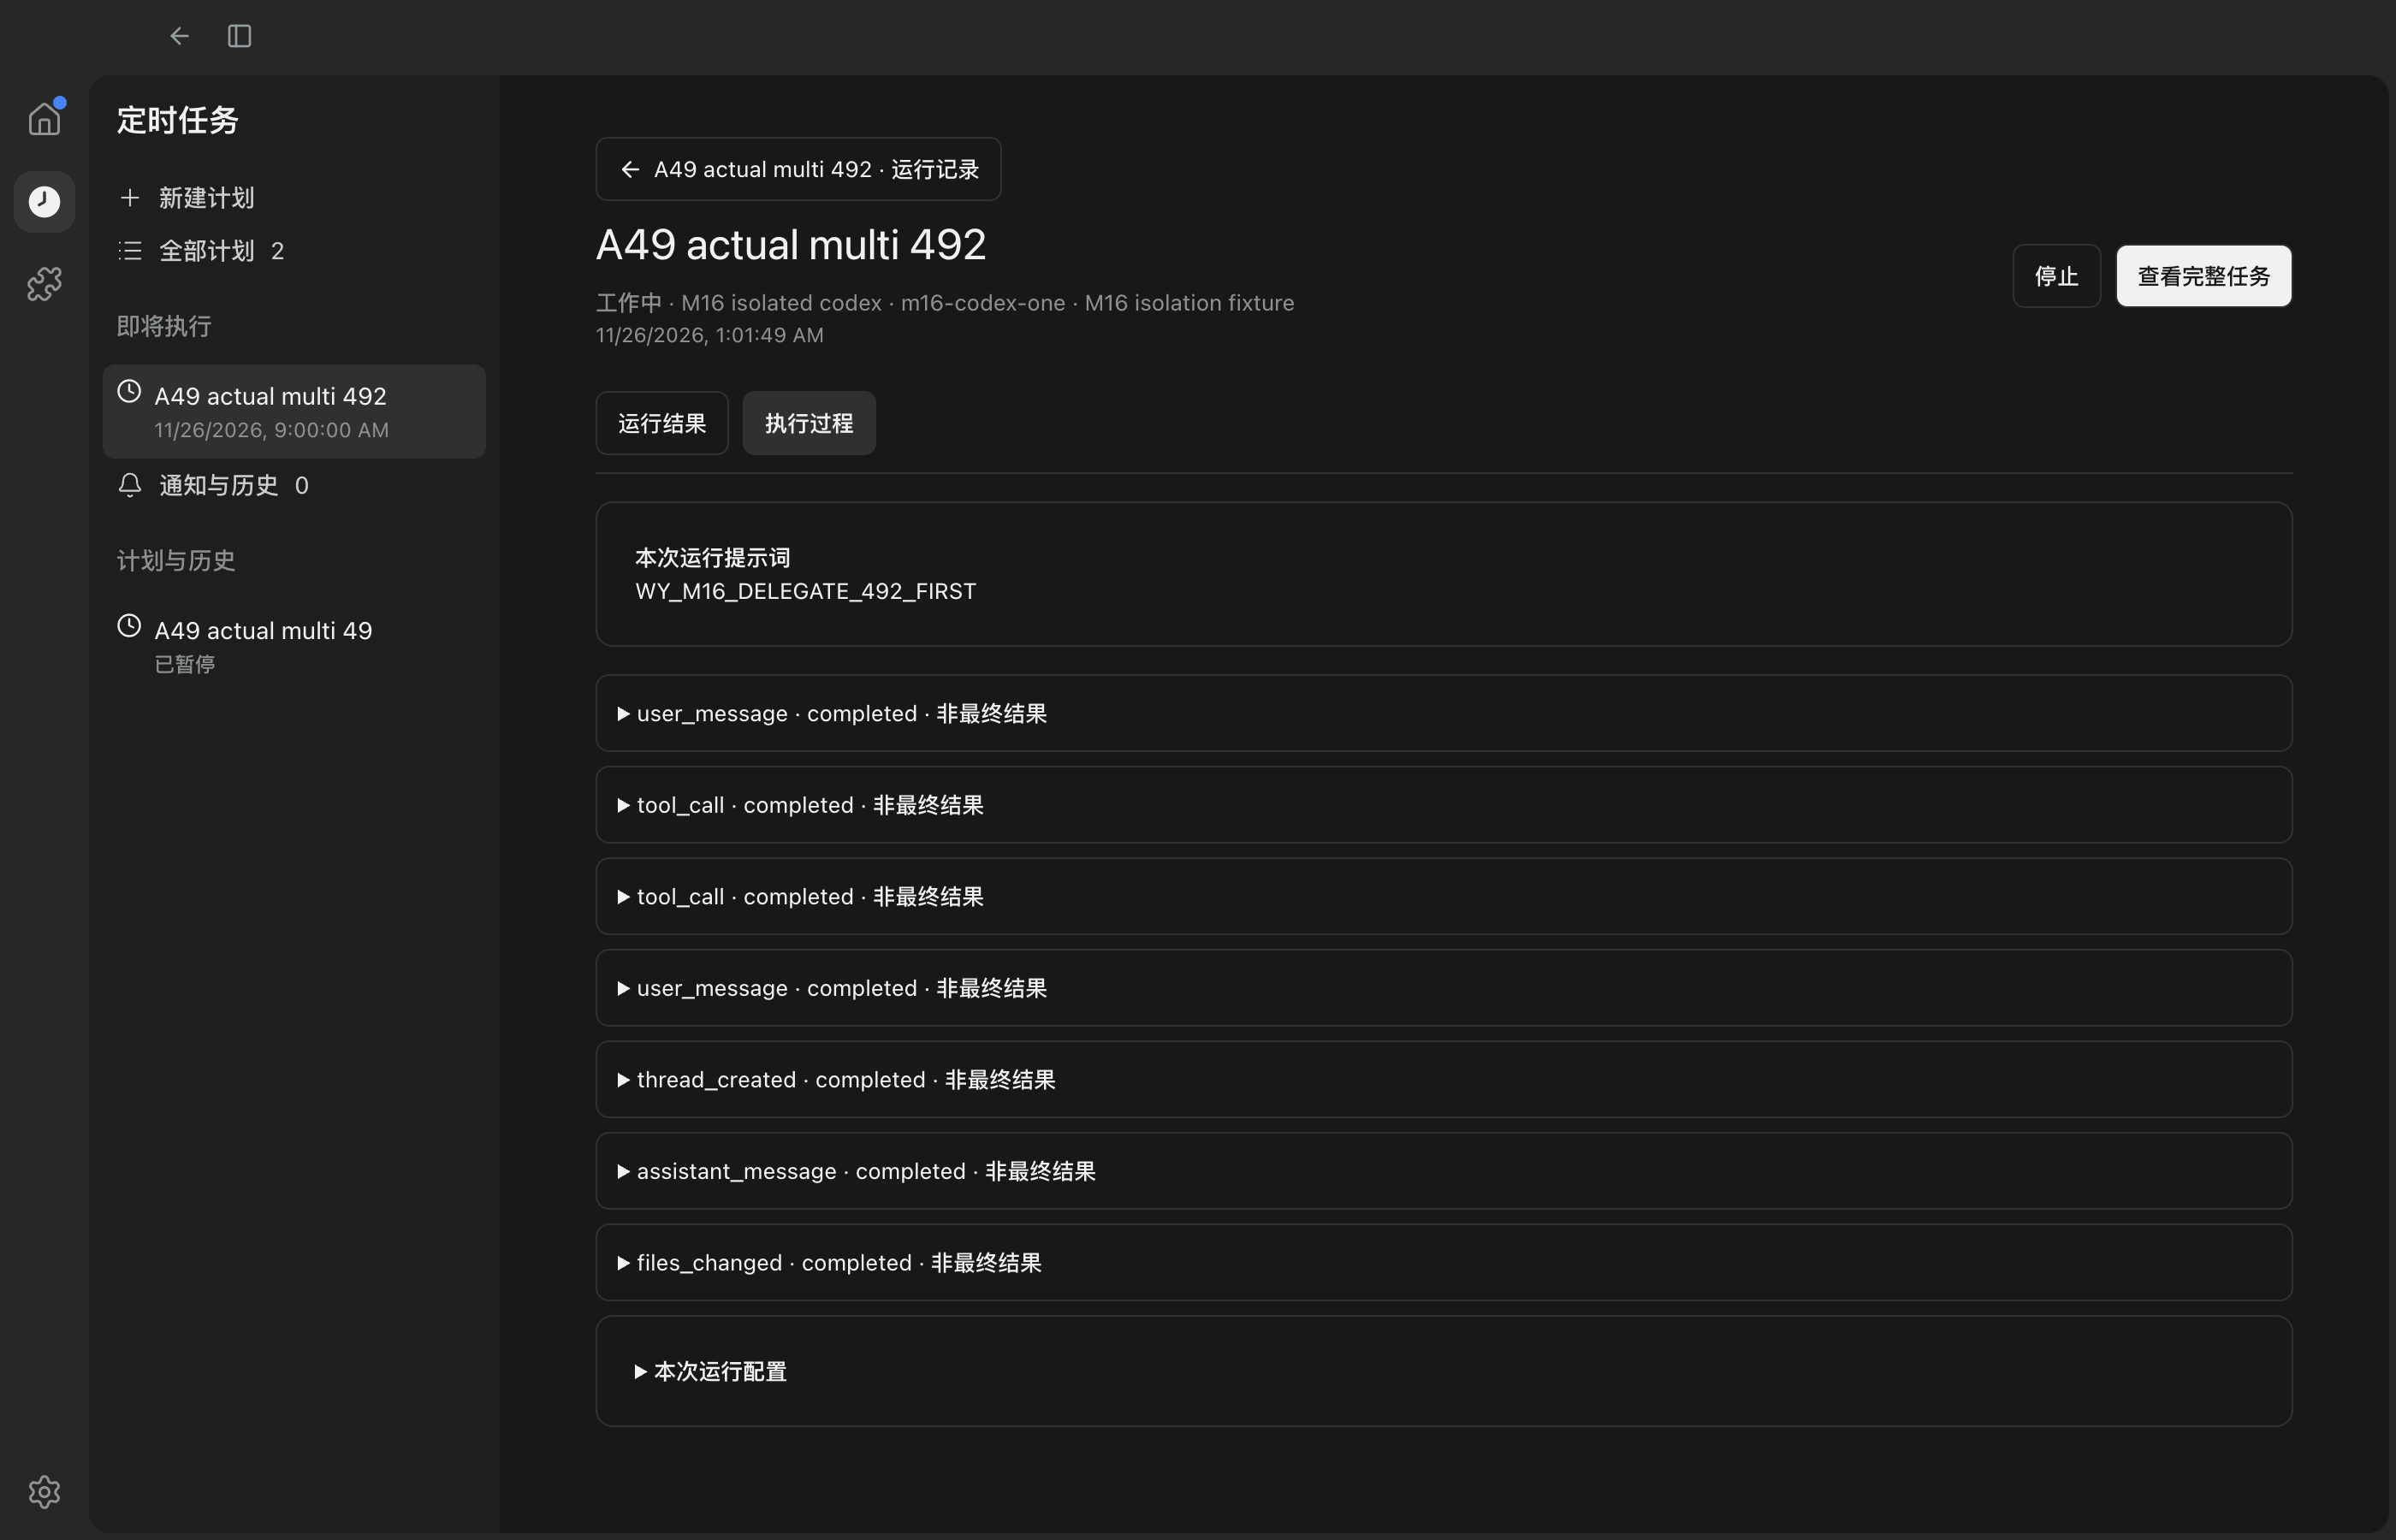 定时任务
新建计划
全部计划 2
即将执行
A49 actual multi 492
11/26/2026, 9:00:00 AM
通知与历史 0
计划与历史
A49 actual multi 49
已暂停
A49 actual multi 492 · 运行记录
A49 actual multi 492
工作中 · M16 isolated codex · m16-codex-one · M16 isolation fixture
11/26/2026, 1:01:49 AM
停止
查看完整任务
运行结果
执行过程
本次运行提示词
WY_M16_DELEGATE_492_FIRST
user_message · completed · 非最终结果
tool_call · completed · 非最终结果
tool_call · completed · 非最终结果
user_message · completed · 非最终结果
thread_created · completed · 非最终结果
assistant_message · completed · 非最终结果
files_changed · completed · 非最终结果
本次运行配置